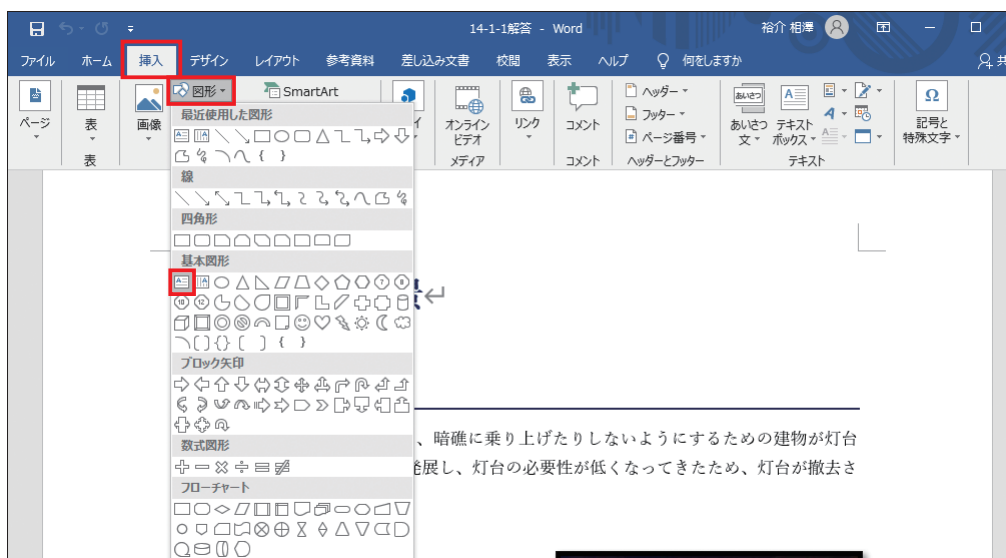 14-1-1解答 - Word
裕介 相澤
ファイル ホーム 挿入 デザイン レイアウト 参考資料 差し込み文書 校閲 表示 ヘルプ 何をしますか 共
ページ
表
表
画像
図形
SmartArt
オンライン
ビデオ
メディア
リンク
コメント
コメント
ヘッダー
フッター
ページ番号
ヘッダーとフッター
あいさつ
あいさつ
文
テキスト
ボックス
テキスト
記号と
特殊文字
最近使用した図形
線
四角形
基本図形
ブロック矢印
数式図形
フローチャート
、暗礁に乗り上げたりしないようにするための建物が灯台
発展し、灯台の必要性が低くなってきたため、灯台が撤去さ